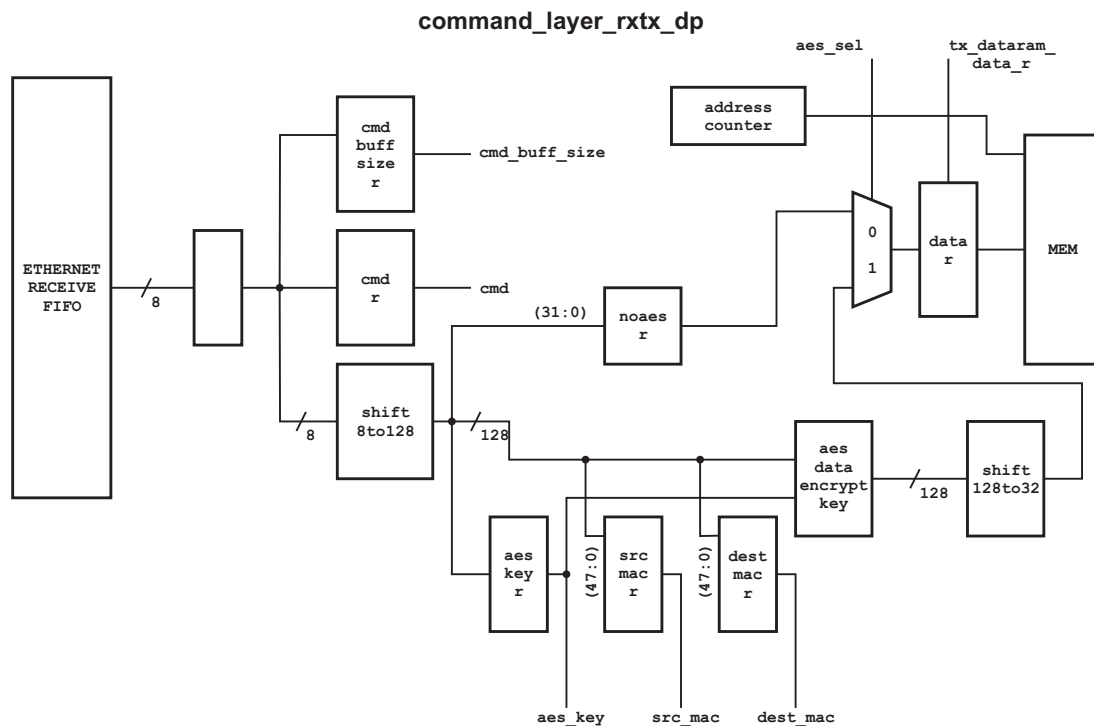 command_layer_rxtx_dp
aes_sel
tx_dataram_
data_r
address
counter
cmd
buff
size
r
cmd_buff_size
ETHERNET
RECEIVE
FIFO
8
cmd
r
cmd
0
1
data
r
MEM
(31:0)
noaes
r
shift
8to128
8
128
aes
data
encrypt
key
128
shift
128to32
aes
key
r
(47:0)
src
mac
r
(47:0)
dest
mac
r
aes_key
src_mac
dest_mac